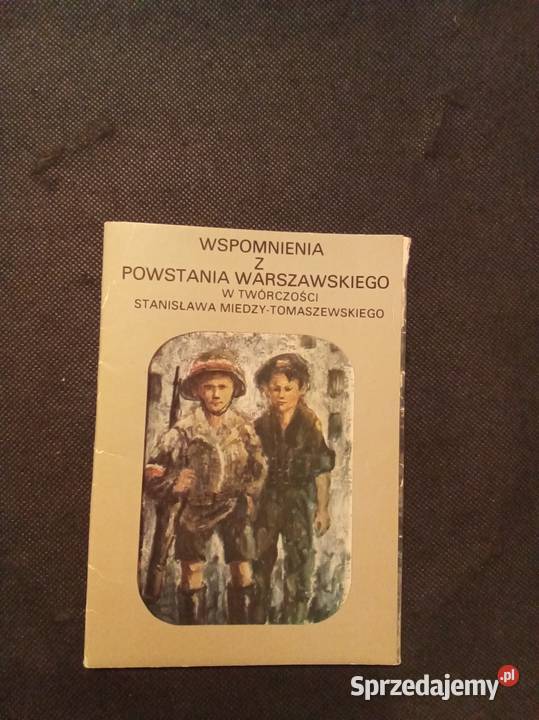 WSPOMNIENIA
Z
POWSTANIA WARSZAWSKIEGO
W TWÓRCZOŚCI
STANISŁAWA MIEDZY-TOMASZEWSKIEGO
Sprzedajemy.pl